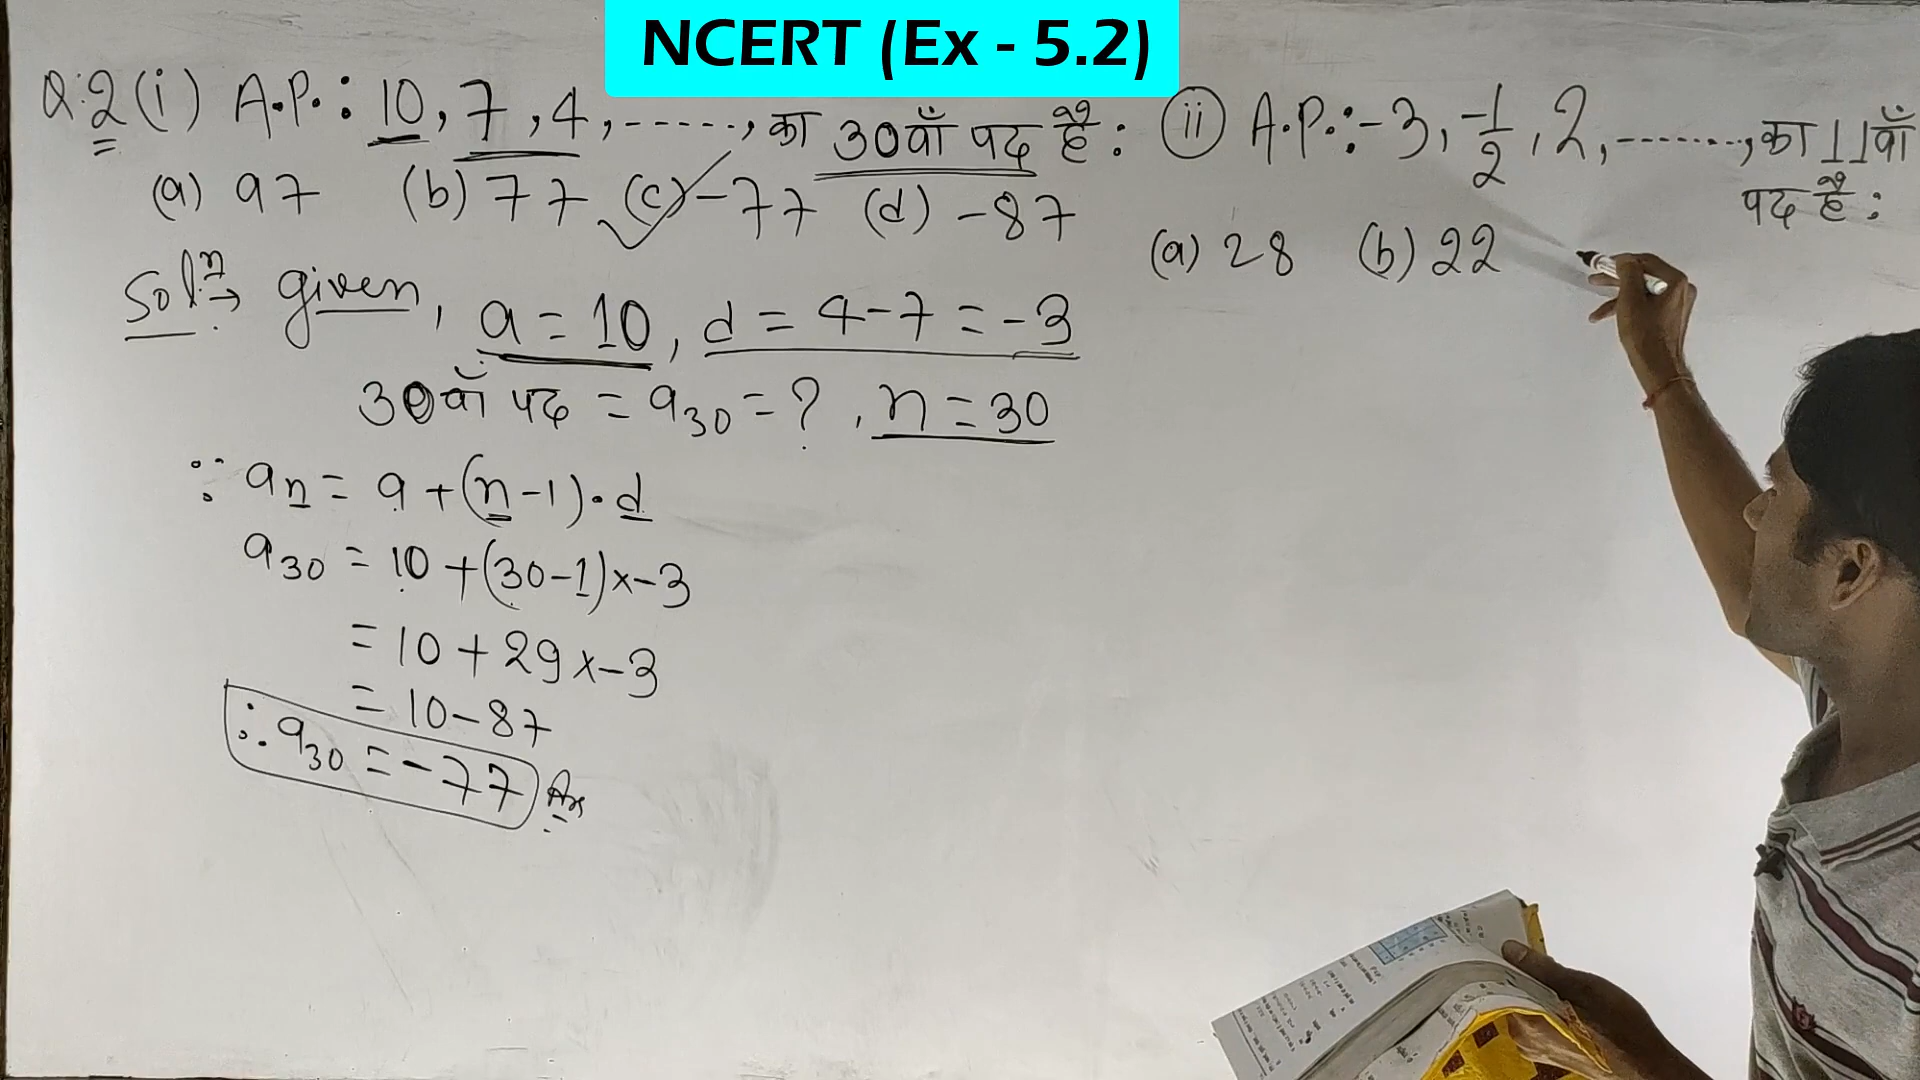 NCERT (Ex - 5.2)
Q.2 (i) A.P.: 10, 7, 4, ------, का 30वाँ पद है:
(a) 97 (b) 77 (c) -77 (d) -87
Solⁿ → given, a = 10, d = 4-7 = -3
30वाँ पद = a₃₀ = ?, n = 30
∵ aₙ = a + (n-1)·d
a₃₀ = 10 + (30-1)×-3
= 10 + 29×-3
= 10-87
∴ a₃₀ = -77 Ans
(ii) A.P.: -3, -1/2, 2, -------, का 11वाँ
पद है:
(a) 28 (b) 22